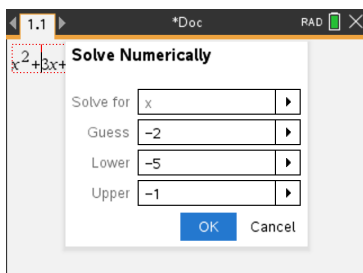 1.1 *Doc RAD
x²+3x+
Solve Numerically
Solve for x
Guess −2
Lower −5
Upper −1
OK Cancel